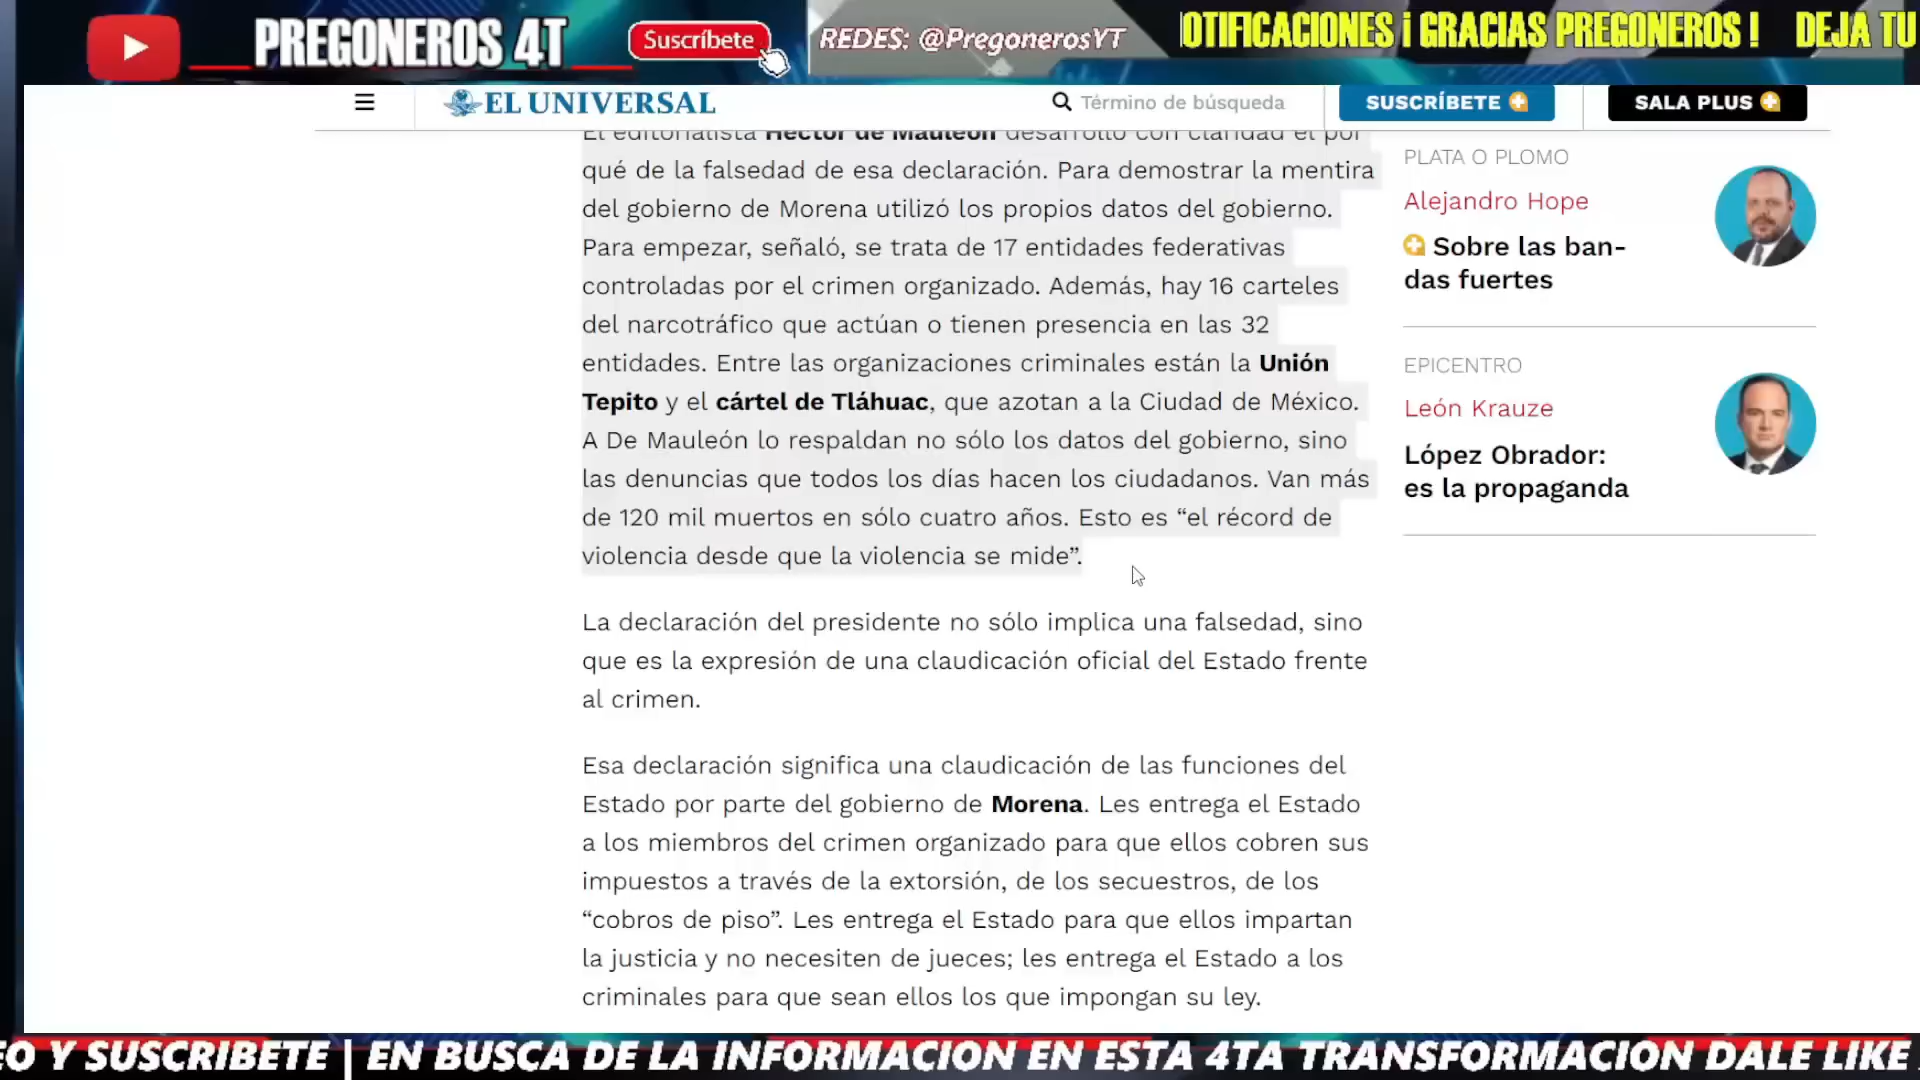 PREGONEROS 4T
Suscríbete
REDES: @PregonerosYT
OTIFICACIONES ¡ GRACIAS PREGONEROS ! DEJA TU
EL UNIVERSAL
Término de búsqueda
SUSCRÍBETE
SALA PLUS
El editorialista Héctor de Mauleón desarrolló con claridad el por
qué de la falsedad de esa declaración. Para demostrar la mentira
del gobierno de Morena utilizó los propios datos del gobierno.
Para empezar, señaló, se trata de 17 entidades federativas
controladas por el crimen organizado. Además, hay 16 carteles
del narcotráfico que actúan o tienen presencia en las 32
entidades. Entre las organizaciones criminales están la Unión
Tepito y el cártel de Tláhuac, que azotan a la Ciudad de México.
A De Mauleón lo respaldan no sólo los datos del gobierno, sino
las denuncias que todos los días hacen los ciudadanos. Van más
de 120 mil muertos en sólo cuatro años. Esto es “el récord de
violencia desde que la violencia se mide”.
La declaración del presidente no sólo implica una falsedad, sino
que es la expresión de una claudicación oficial del Estado frente
al crimen.
Esa declaración significa una claudicación de las funciones del
Estado por parte del gobierno de Morena. Les entrega el Estado
a los miembros del crimen organizado para que ellos cobren sus
impuestos a través de la extorsión, de los secuestros, de los
“cobros de piso”. Les entrega el Estado para que ellos impartan
la justicia y no necesiten de jueces; les entrega el Estado a los
criminales para que sean ellos los que impongan su ley.
PLATA O PLOMO
Alejandro Hope
Sobre las ban-
das fuertes
EPICENTRO
León Krauze
López Obrador:
es la propaganda
EO Y SUSCRIBETE | EN BUSCA DE LA INFORMACION EN ESTA 4TA TRANSFORMACION DALE LIKE